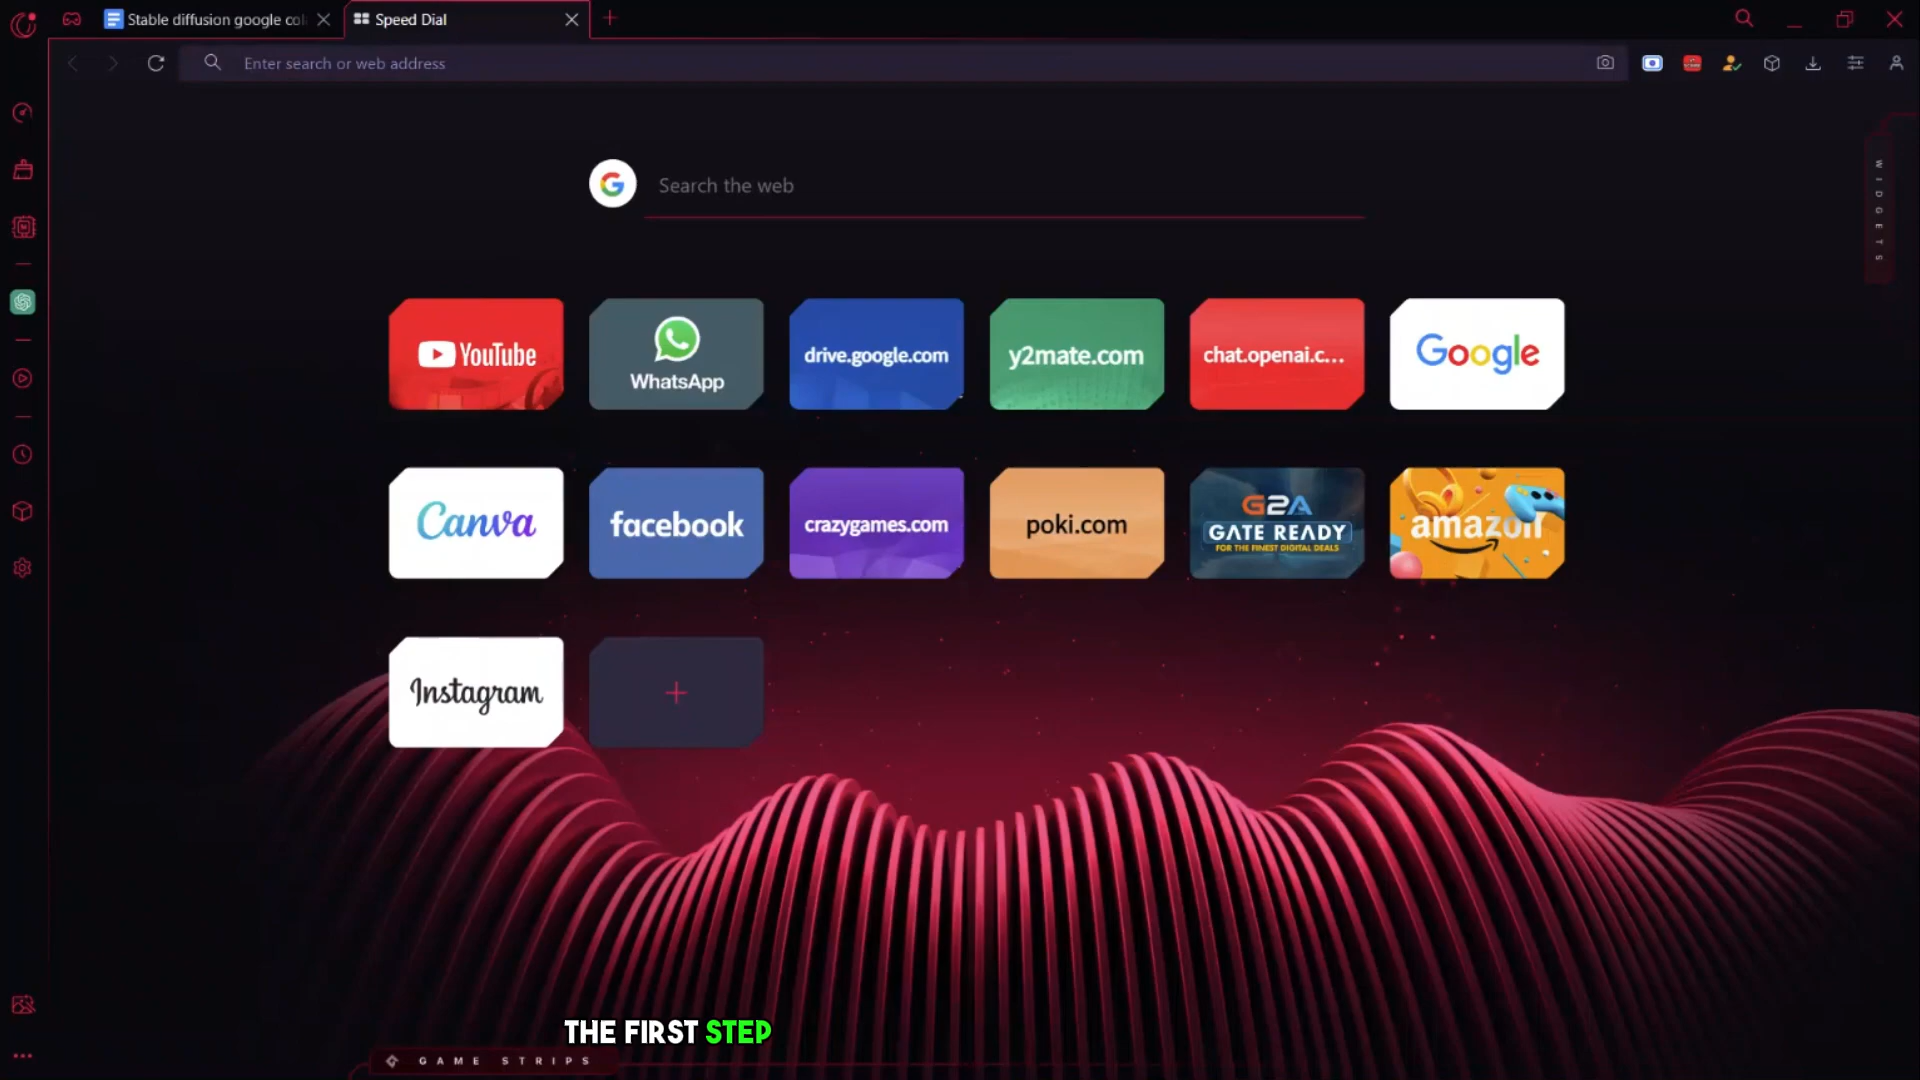 Stable diffusion google col
Speed Dial
Enter search or web address
Search the web
WIDGETS
YouTube
WhatsApp
drive.google.com
y2mate.com
chat.openai.c...
Google
Canva
facebook
crazygames.com
poki.com
G2A
GATE READY
FOR THE FINEST DIGITAL DEALS
amazon
Instagram
THE FIRST STEP
GAME STRIPS